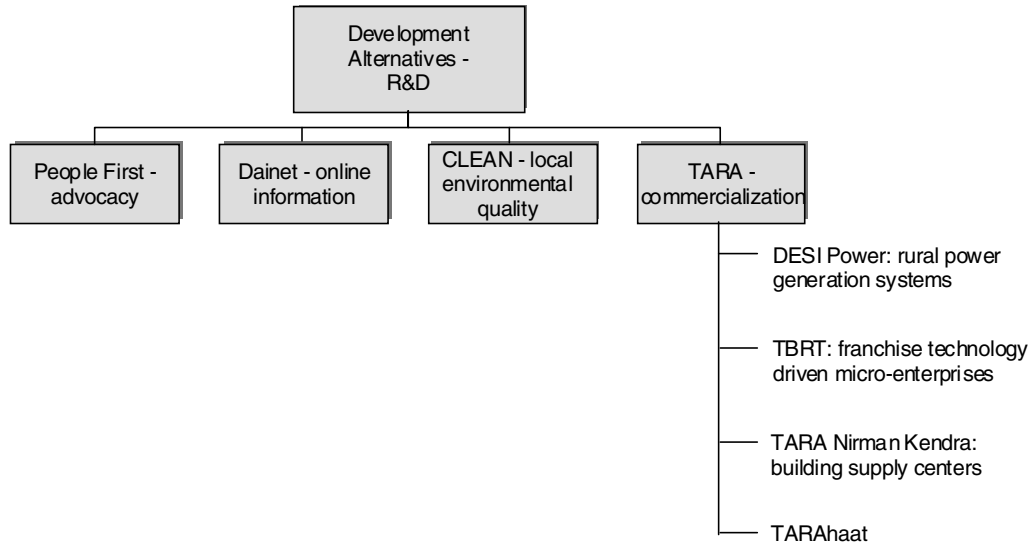 Development
Alternatives -
R&D
People First -
advocacy
Dainet - online
information
CLEAN - local
environmental
quality
TARA -
commercialization
DESI Power: rural power
generation systems
TBRT: franchise technology
driven micro-enterprises
TARA Nirman Kendra:
building supply centers
TARAhaat